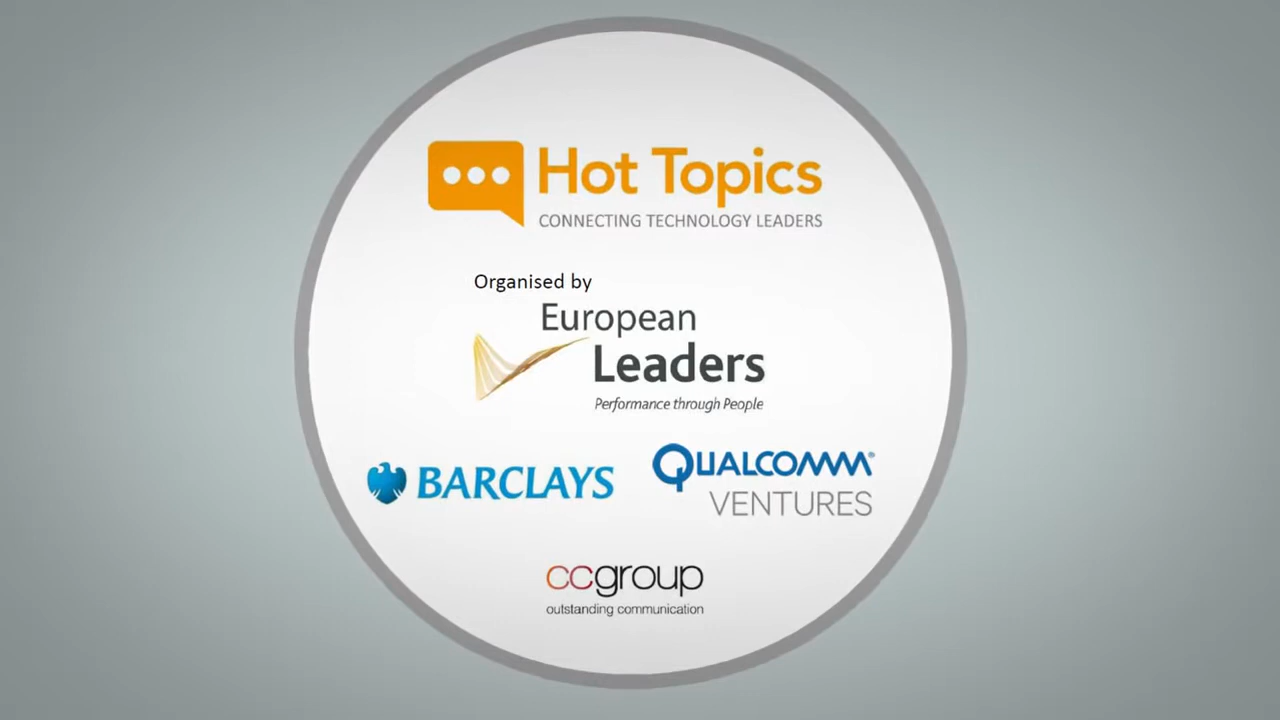 Hot Topics
CONNECTING TECHNOLOGY LEADERS
Organised by
European
Leaders
Performance through People
BARCLAYS
QUALCOMM®
VENTURES
ccgroup
outstanding communication